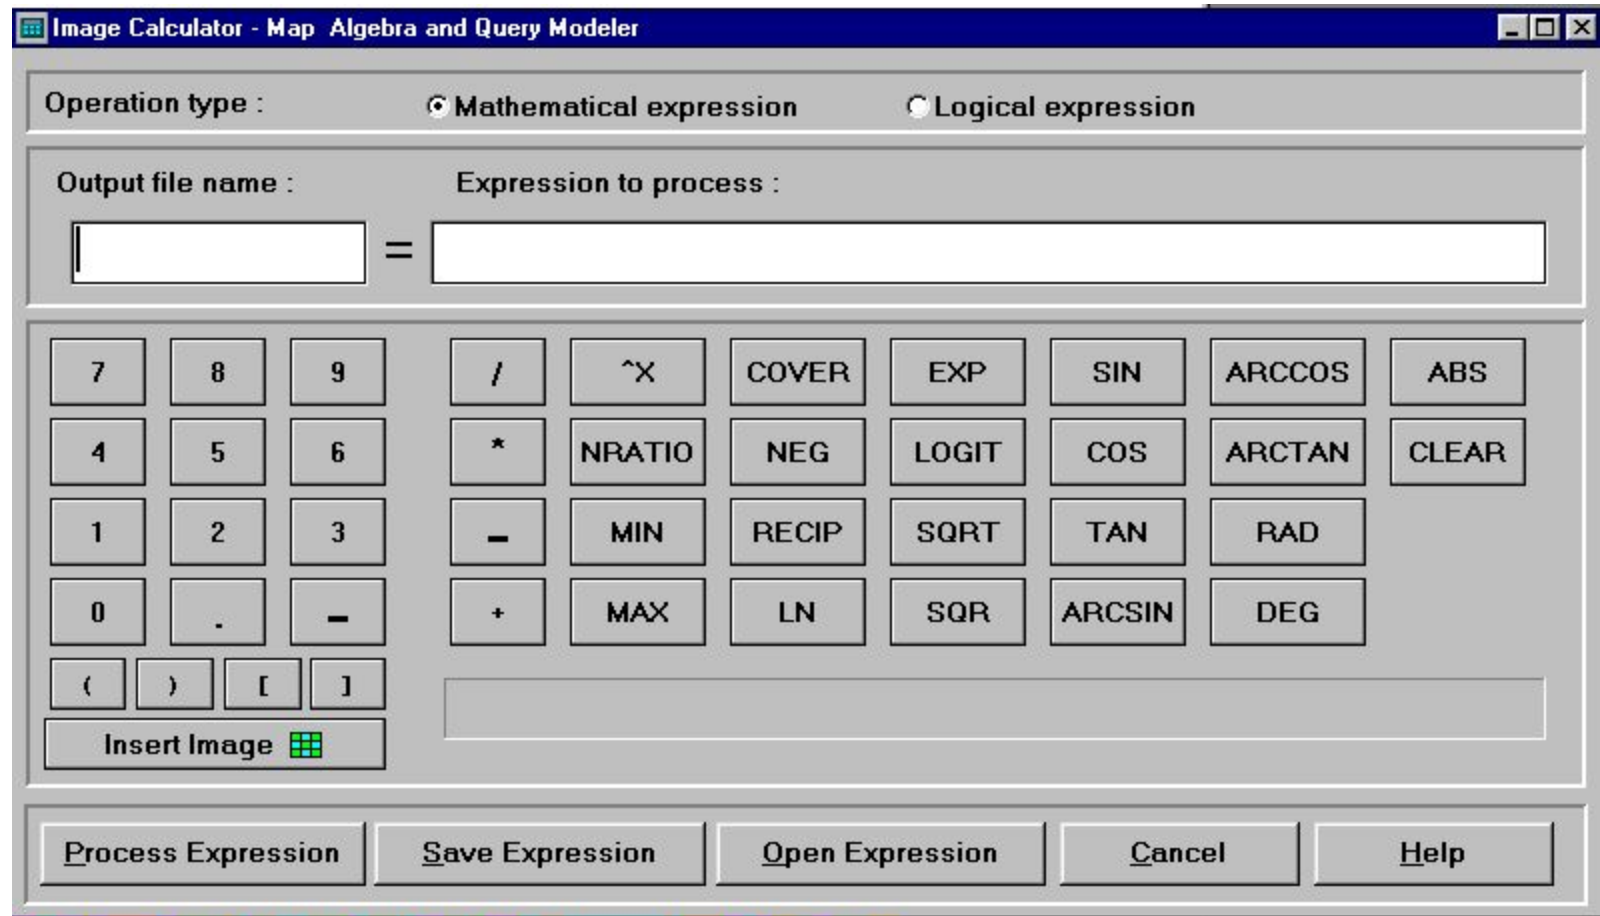 Image Calculator - Map Algebra and Query Modeler
Operation type : Mathematical expression Logical expression
Output file name : Expression to process :
=
7 8 9 / ^X COVER EXP SIN ARCCOS ABS
4 5 6 * NRATIO NEG LOGIT COS ARCTAN CLEAR
1 2 3 - MIN RECIP SQRT TAN RAD
0 . - + MAX LN SQR ARCSIN DEG
( ) [ ]
Insert Image
Process Expression Save Expression Open Expression Cancel Help